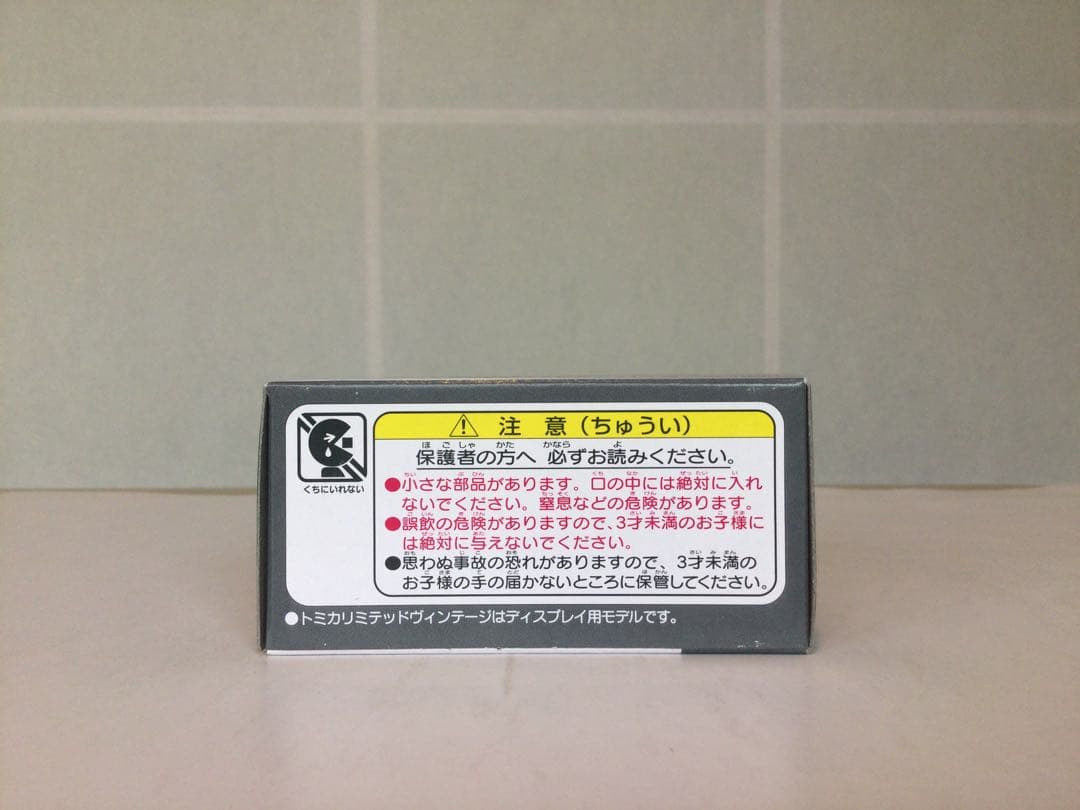 くちにいれない
注 意（ちゅうい）
保護者の方へ 必ずお読みください。
●小さな部品があります。口の中には絶対に入れ
ないでください。窒息などの危険があります。
●誤飲の危険がありますので、3才未満のお子様に
は絶対に与えないでください。
●思わぬ事故の恐れがありますので、3才未満の
お子様の手の届かないところに保管してください。
●トミカリミテッドヴィンテージはディスプレイ用モデルです。